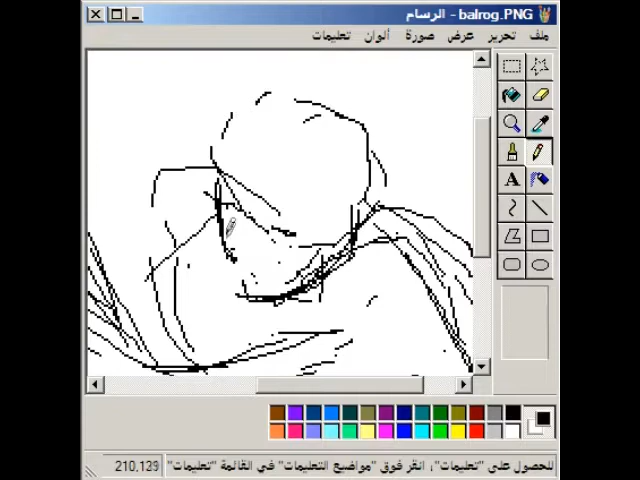 balrog.PNG - الرسام
ملف تحرير عرض صورة ألوان تعليمات
A
للحصول على "تعليمات"، انقر فوق "مواضيع التعليمات" في القائمة "تعليمات" 210,139